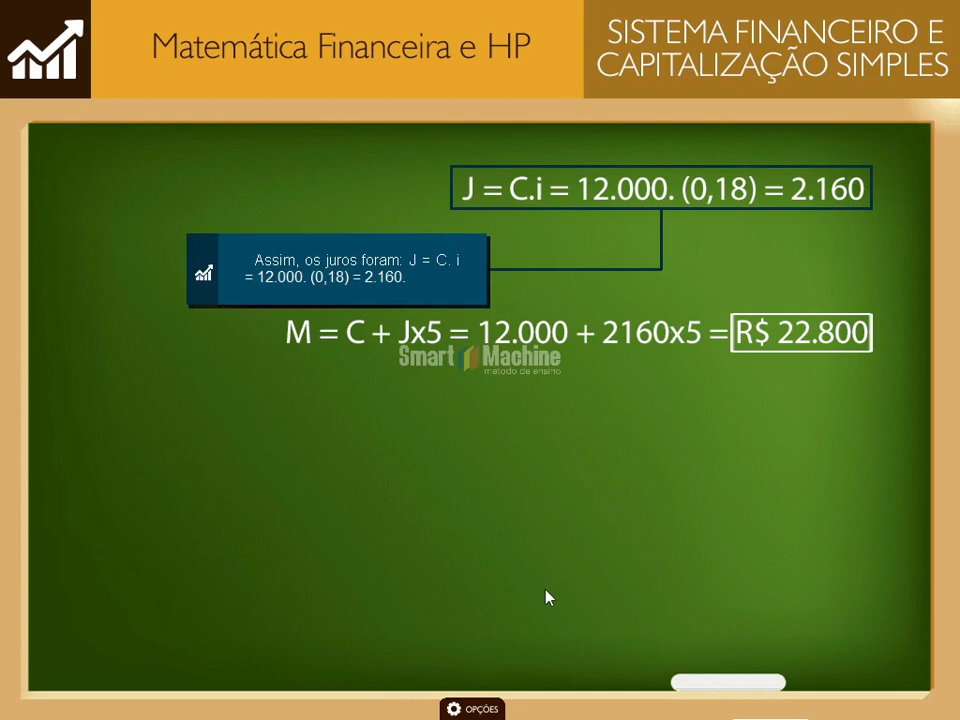 Matemática Financeira e HP
SISTEMA FINANCEIRO E
CAPITALIZAÇÃO SIMPLES
J = C.i = 12.000. (0,18) = 2.160
Assim, os juros foram: J = C. i
= 12.000. (0,18) = 2.160.
M = C + Jx5 = 12.000 + 2160x5 = R$ 22.800
Smart Machine
método de ensino
OPÇÕES